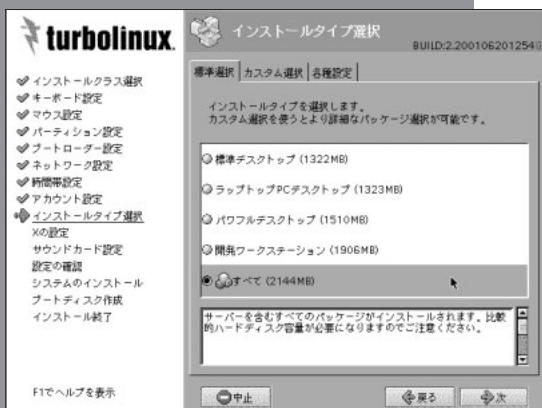 turbolinux
インストールタイプ選択
BUILD:2.200106201254
インストールクラス選択
キーボード設定
マウス設定
パーティション設定
ブートローダー設定
ネットワーク設定
時間帯設定
アカウント設定
インストールタイプ選択
Xの設定
サウンドカード設定
設定の確認
システムのインストール
ブートディスク作成
インストール終了
F1でヘルプを表示
標準選択 カスタム選択 各種設定
インストールタイプを選択します。
カスタム選択を使うとより詳細なパッケージ選択が可能です。
標準デスクトップ (1322MB)
ラップトップPCデスクトップ (1323MB)
パワフルデスクトップ (1510MB)
開発ワークステーション (1906MB)
すべて (2144MB)
サーバーを含むすべてのパッケージがインストールされます。比較
的ハードディスク容量が必要になりますのでご注意ください。
中止
戻る
次